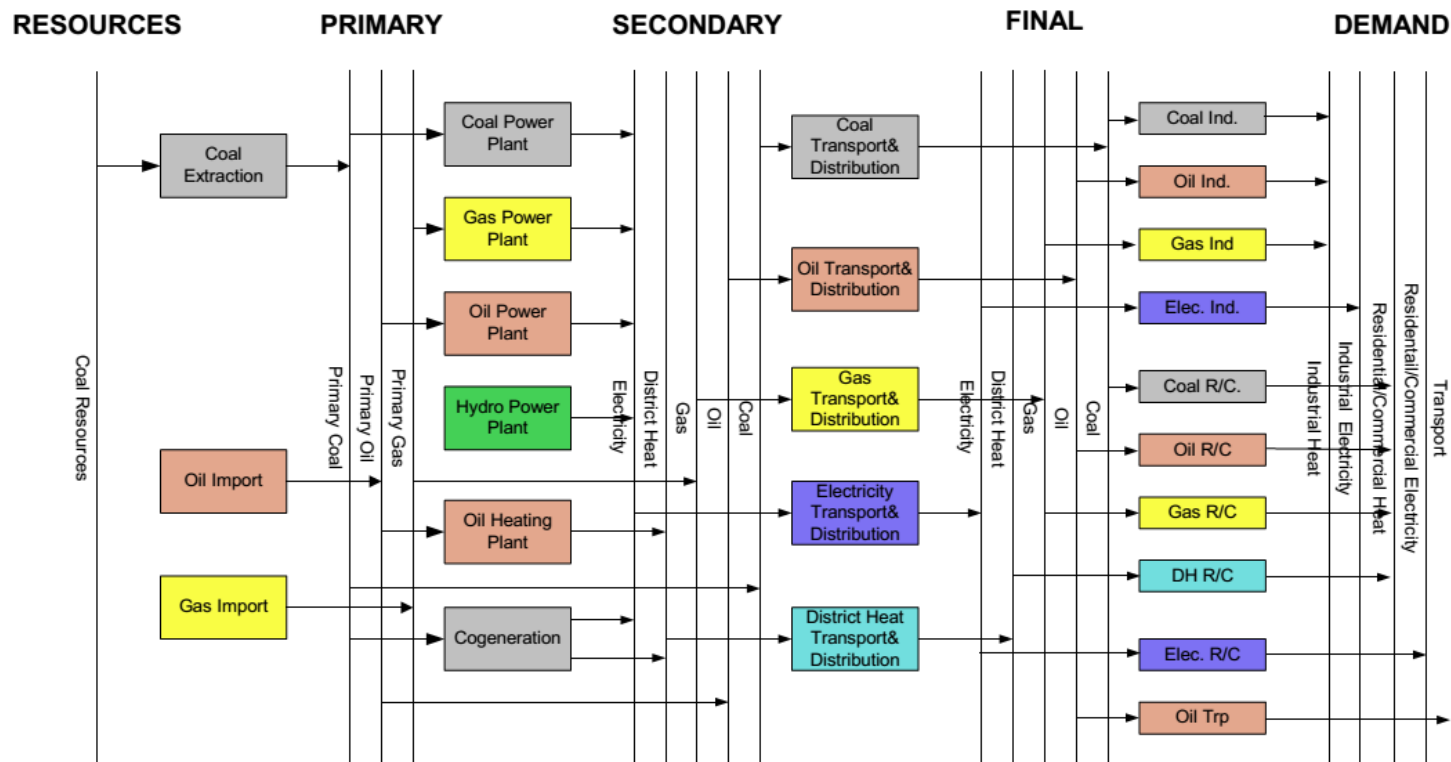 RESOURCES
PRIMARY
SECONDARY
FINAL
DEMAND
Coal Resources
Coal
Extraction
Oil Import
Gas Import
Primary Coal
Primary Oil
Primary Gas
Coal Power
Plant
Gas Power
Plant
Oil Power
Plant
Hydro Power
Plant
Oil Heating
Plant
Cogeneration
Electricity
District Heat
Gas
Oil
Coal
Coal
Transport&
Distribution
Oil Transport&
Distribution
Gas
Transport&
Distribution
Electricity
Transport&
Distribution
District Heat
Transport&
Distribution
Electricity
District Heat
Gas
Oil
Coal
Coal Ind.
Oil Ind.
Gas Ind
Elec. Ind.
Coal R/C.
Oil R/C
Gas R/C
DH R/C
Elec. R/C
Oil Trp
Industrial Heat
Industrial Electricity
Residential/Commercial Heat
Residentail/Commercial Electricity
Transport